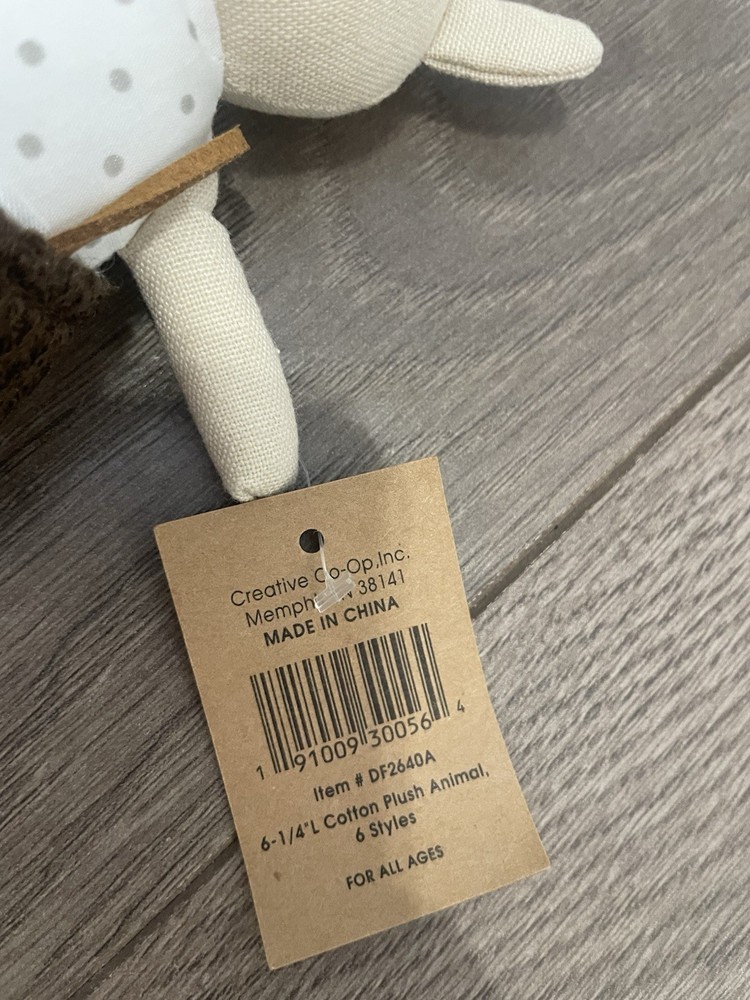 Creative Co-Op,Inc.
Memph N 38141
MADE IN CHINA
1 91009 30056 4
Item # DF2640A
6-1/4"L Cotton Plush Animal,
6 Styles
FOR ALL AGES